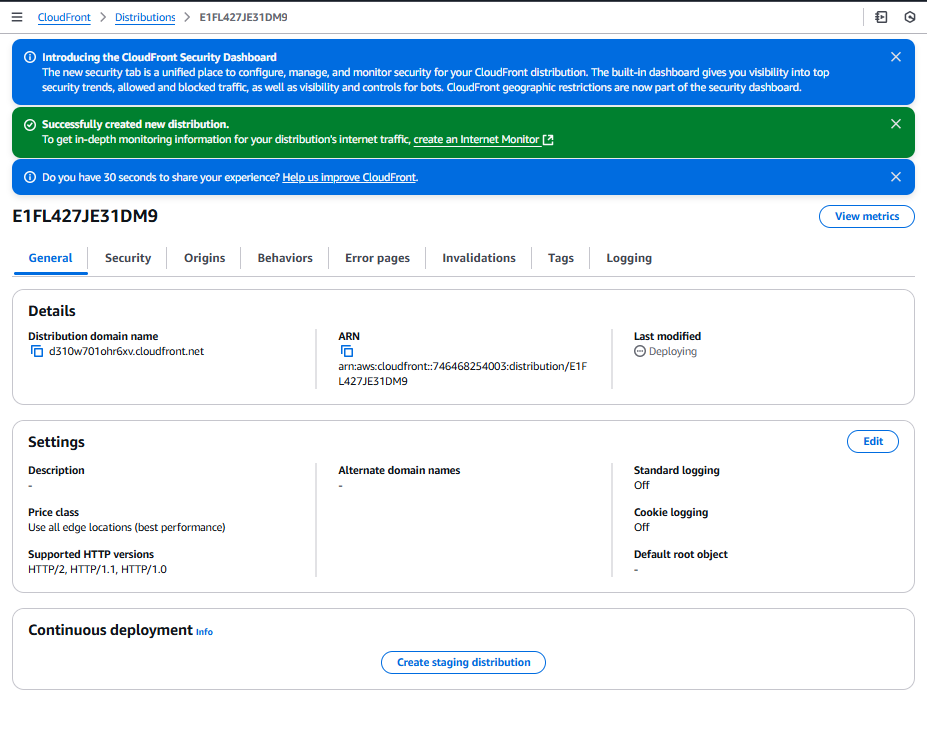 CloudFront > Distributions > E1FL427JE31DM9
Introducing the CloudFront Security Dashboard
The new security tab is a unified place to configure, manage, and monitor security for your CloudFront distribution. The built-in dashboard gives you visibility into top
security trends, allowed and blocked traffic, as well as visibility and controls for bots. CloudFront geographic restrictions are now part of the security dashboard.
Successfully created new distribution.
To get in-depth monitoring information for your distribution's internet traffic, create an Internet Monitor
Do you have 30 seconds to share your experience? Help us improve CloudFront.
E1FL427JE31DM9
View metrics
General Security Origins Behaviors Error pages Invalidations Tags Logging
Details
Distribution domain name
d310w701ohr6xv.cloudfront.net
ARN
arn:aws:cloudfront::746468254003:distribution/E1F
L427JE31DM9
Last modified
Deploying
Settings
Edit
Description
-
Price class
Use all edge locations (best performance)
Supported HTTP versions
HTTP/2, HTTP/1.1, HTTP/1.0
Alternate domain names
-
Standard logging
Off
Cookie logging
Off
Default root object
-
Continuous deployment Info
Create staging distribution